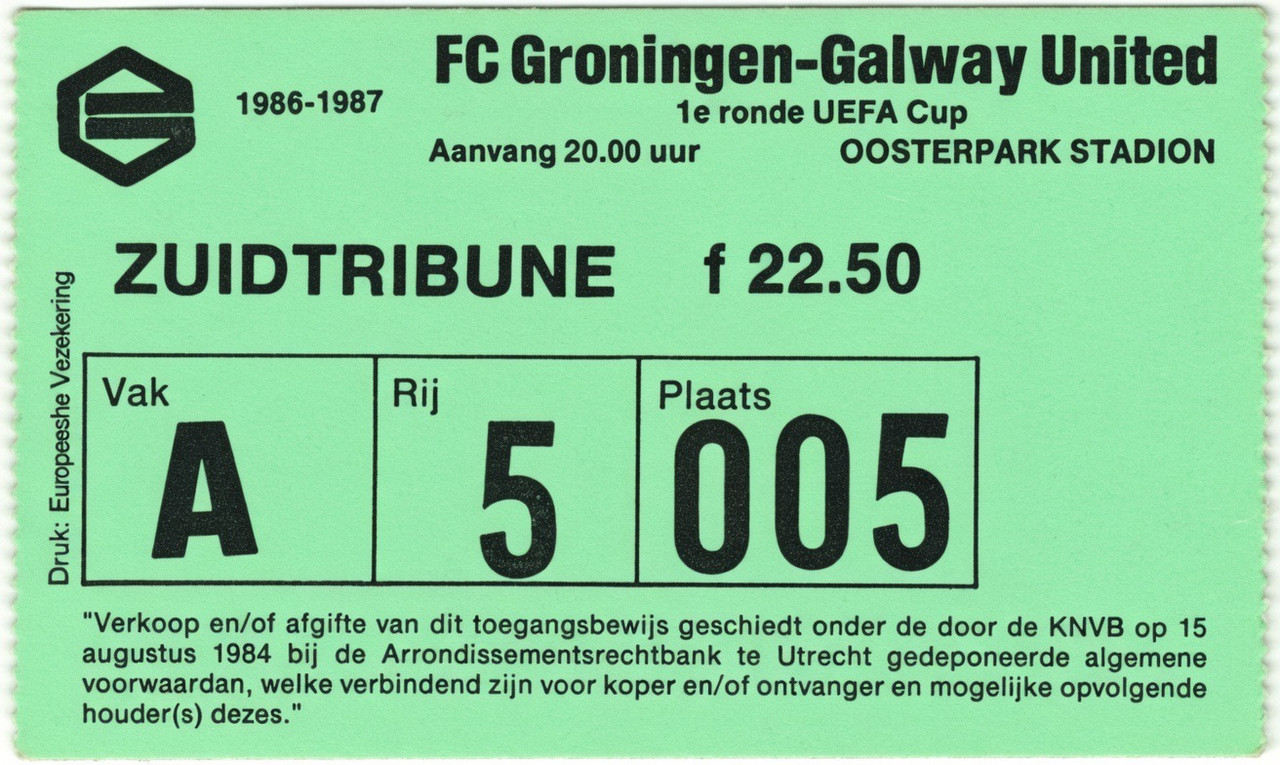 FC Groningen-Galway United
1986-1987
1e ronde UEFA Cup
Aanvang 20.00 uur
OOSTERPARK STADION
ZUIDTRIBUNE f 22.50
Druk: Europeeshe Vezekering
Vak
Rij
Plaats
A
5
005
"Verkoop en/of afgifte van dit toegangsbewijs geschiedt onder de door de KNVB op 15
augustus 1984 bij de Arrondissementsrechtbank te Utrecht gedeponeerde algemene
voorwaardan, welke verbindend zijn voor koper en/of ontvanger en mogelijke opvolgende
houder(s) dezes."